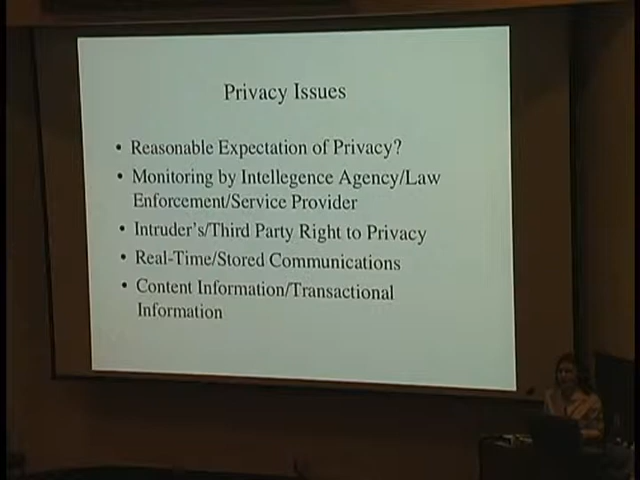 Privacy Issues
• Reasonable Expectation of Privacy?
• Monitoring by Intellegence Agency/Law
Enforcement/Service Provider
• Intruder's/Third Party Right to Privacy
• Real-Time/Stored Communications
• Content Information/Transactional
Information